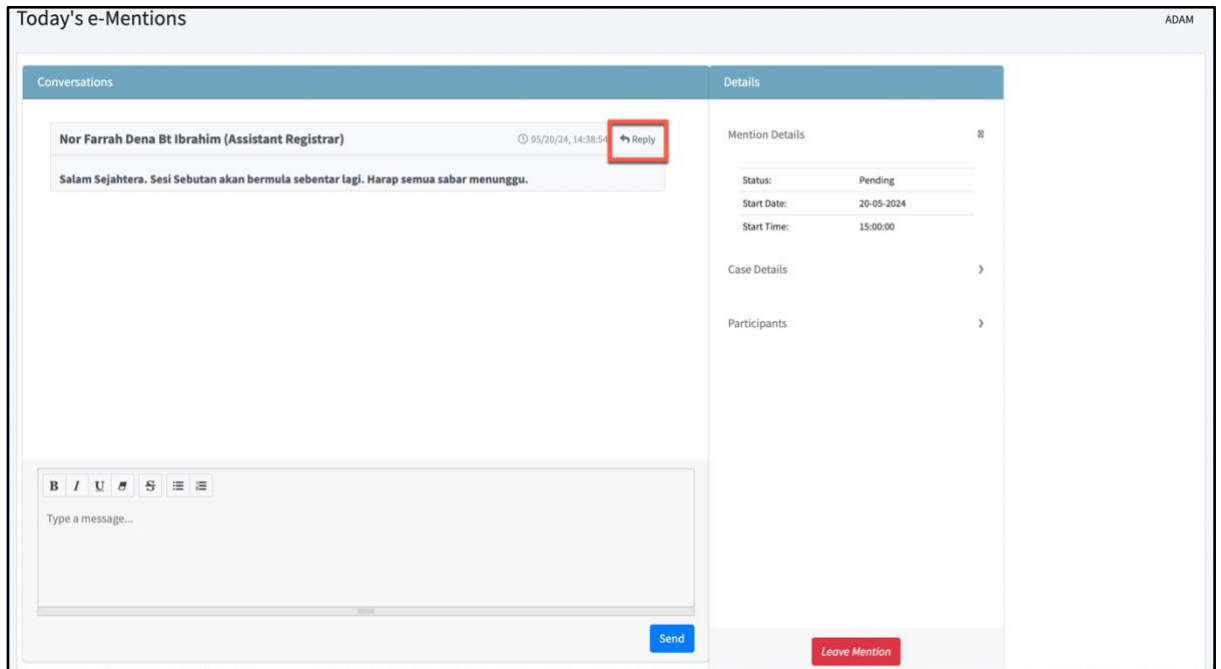 Today's e-Mentions
ADAM
Conversations
Nor Farrah Dena Bt Ibrahim (Assistant Registrar)
05/20/24, 14:38:54
Reply
Salam Sejahtera. Sesi Sebutan akan bermula sebentar lagi. Harap semua sabar menunggu.
B I U S
Type a message...
Send
Details
Mention Details
Status: Pending
Start Date: 20-05-2024
Start Time: 15:00:00
Case Details
Participants
Leave Mention